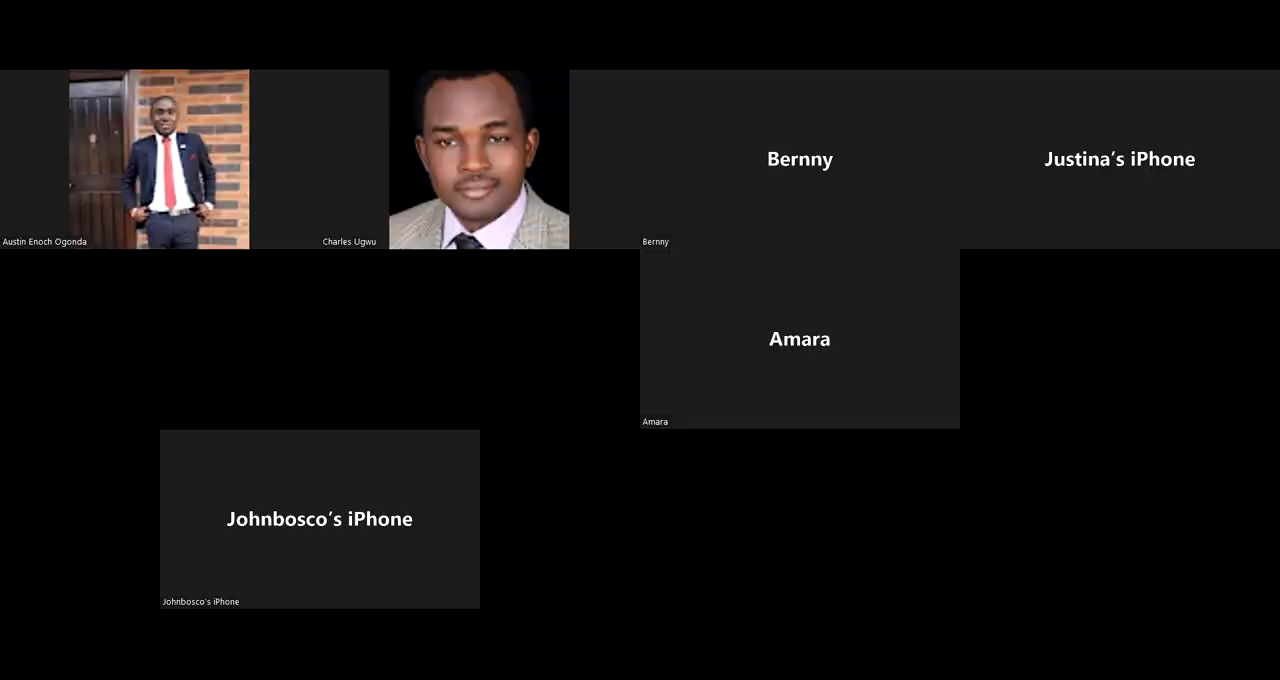 Bernny
Justina’s iPhone
Austin Enoch Ogonda
Charles Ugwu
Bernny
Amara
Amara
Johnbosco’s iPhone
Johnbosco's iPhone